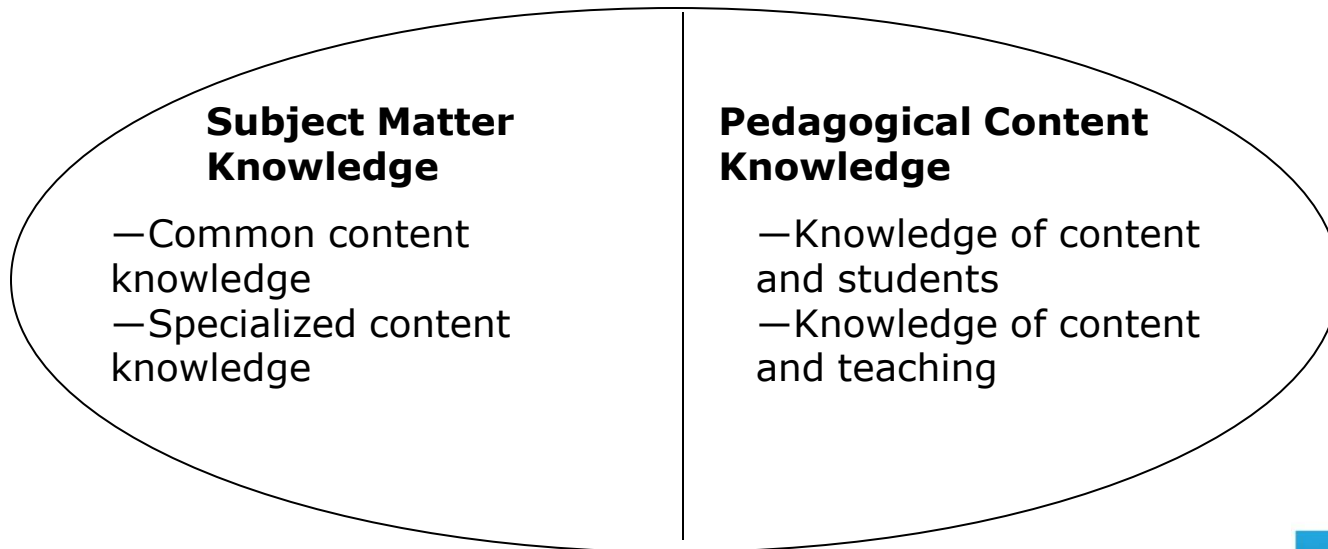 Subject Matter
Knowledge
—Common content
knowledge
—Specialized content
knowledge
Pedagogical Content
Knowledge
—Knowledge of content
and students
—Knowledge of content
and teaching